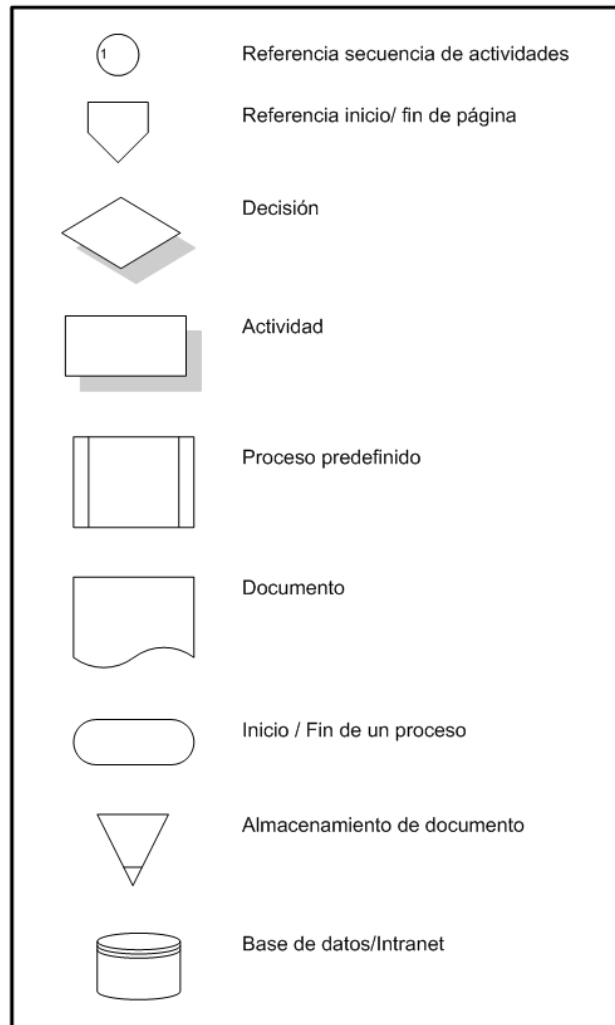 1
Referencia secuencia de actividades
Referencia inicio/ fin de página
Decisión
Actividad
Proceso predefinido
Documento
Inicio / Fin de un proceso
Almacenamiento de documento
Base de datos/Intranet